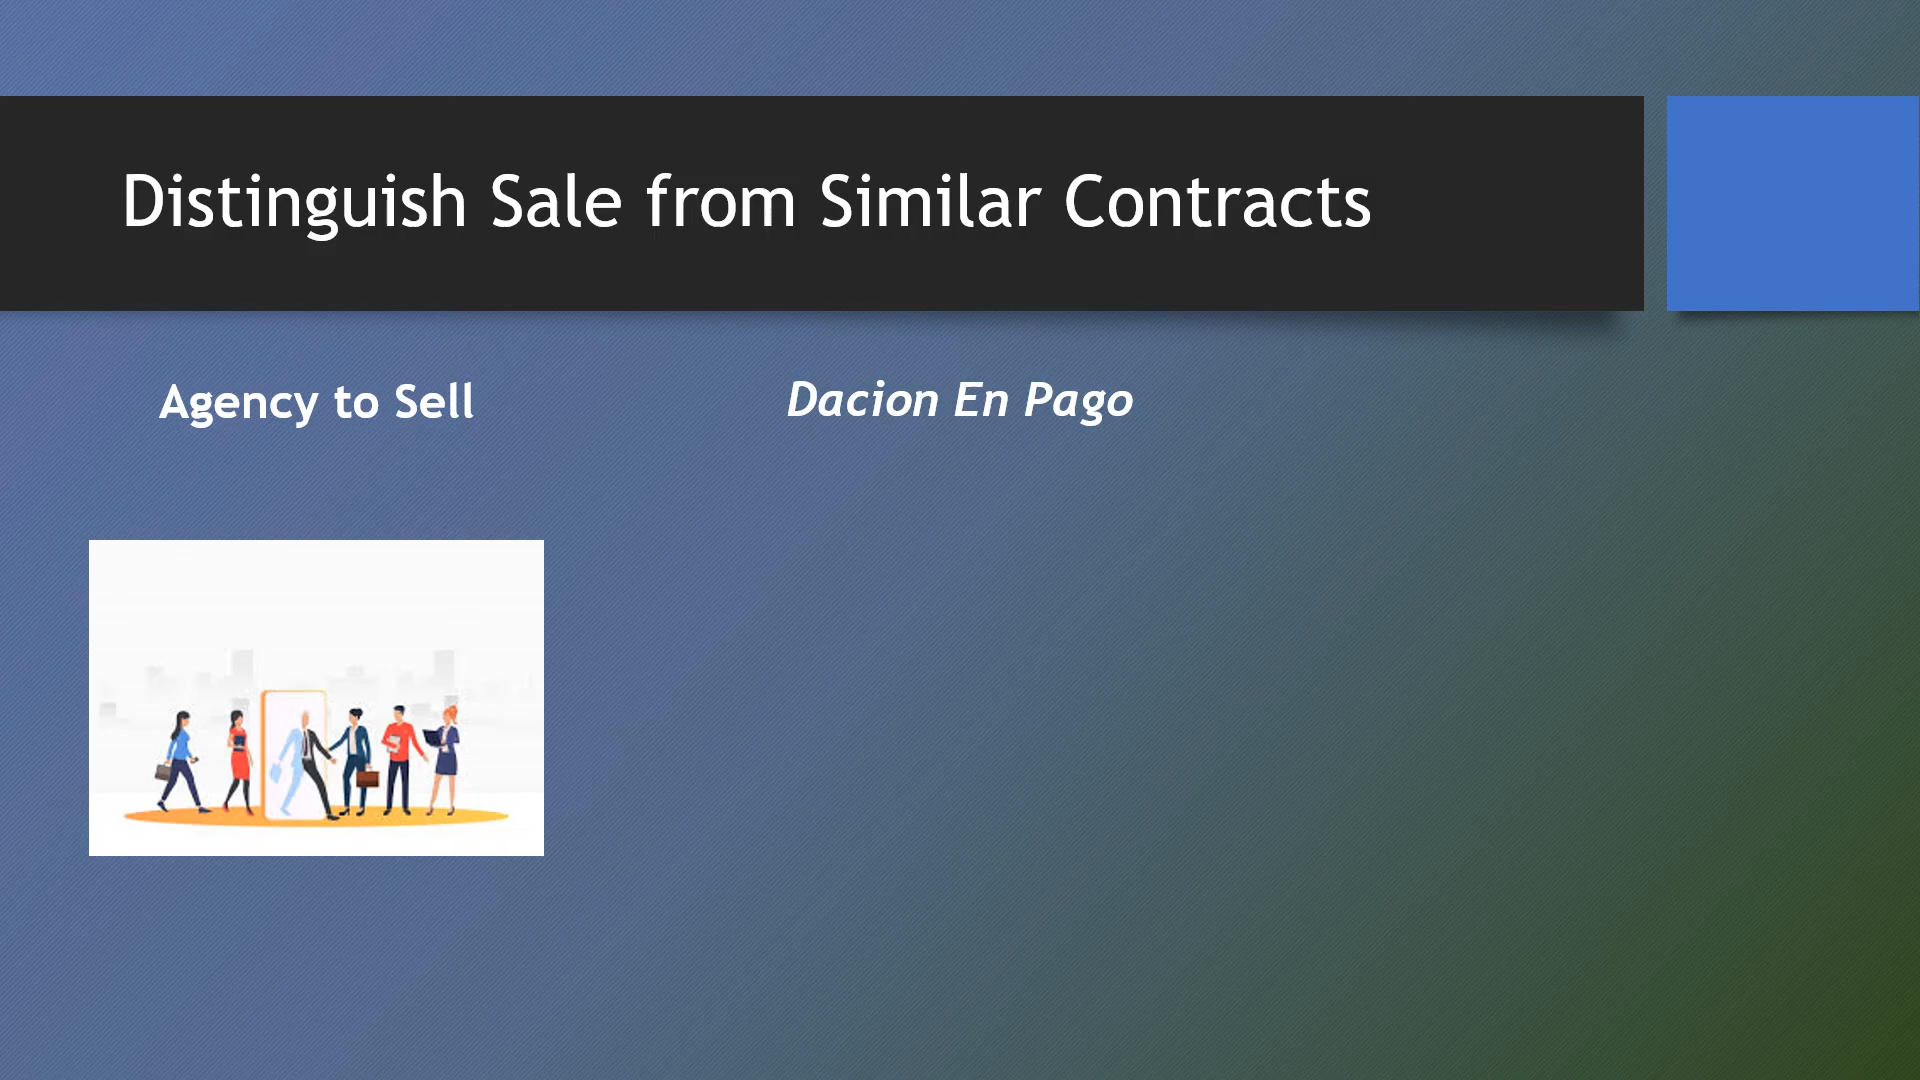 Distinguish Sale from Similar Contracts
Agency to Sell
Dacion En Pago